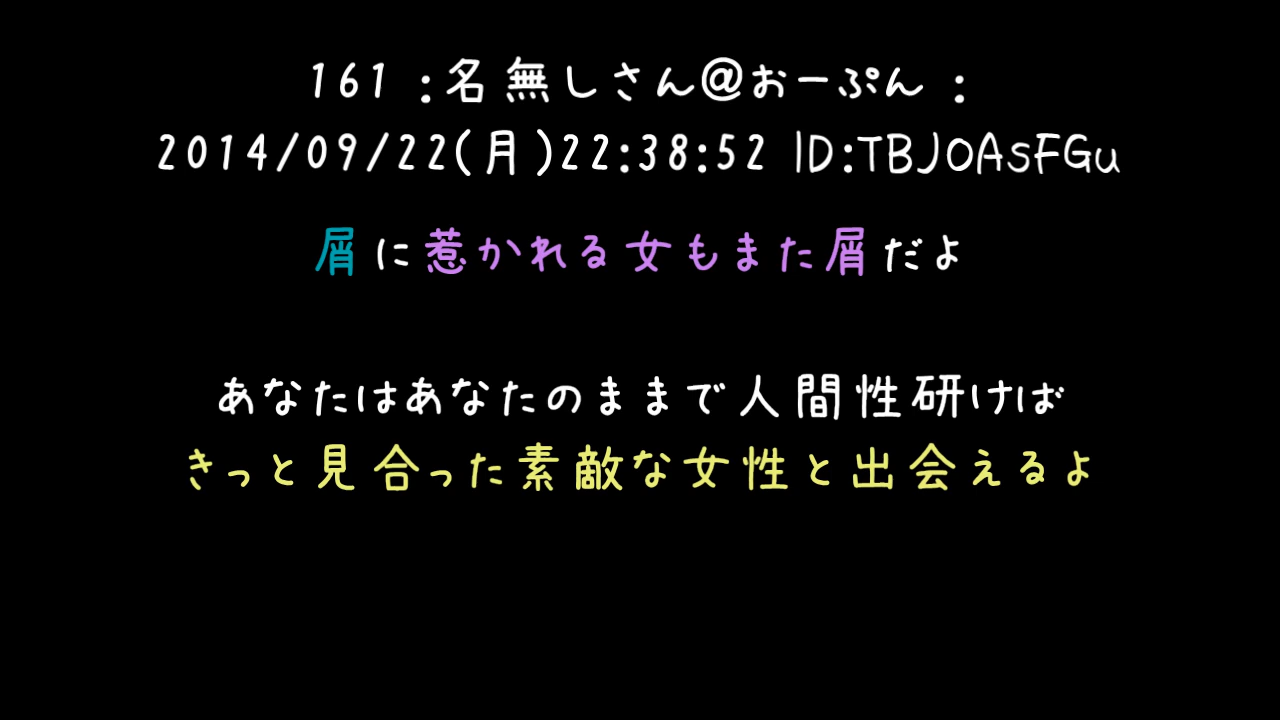 161 :名無しさん@おーぷん :
2014/09/22(月)22:38:52 ID:TBJOAsFGu
屑に惹かれる女もまた屑だよ
あなたはあなたのままで人間性研けば
きっと見合った素敵な女性と出会えるよ